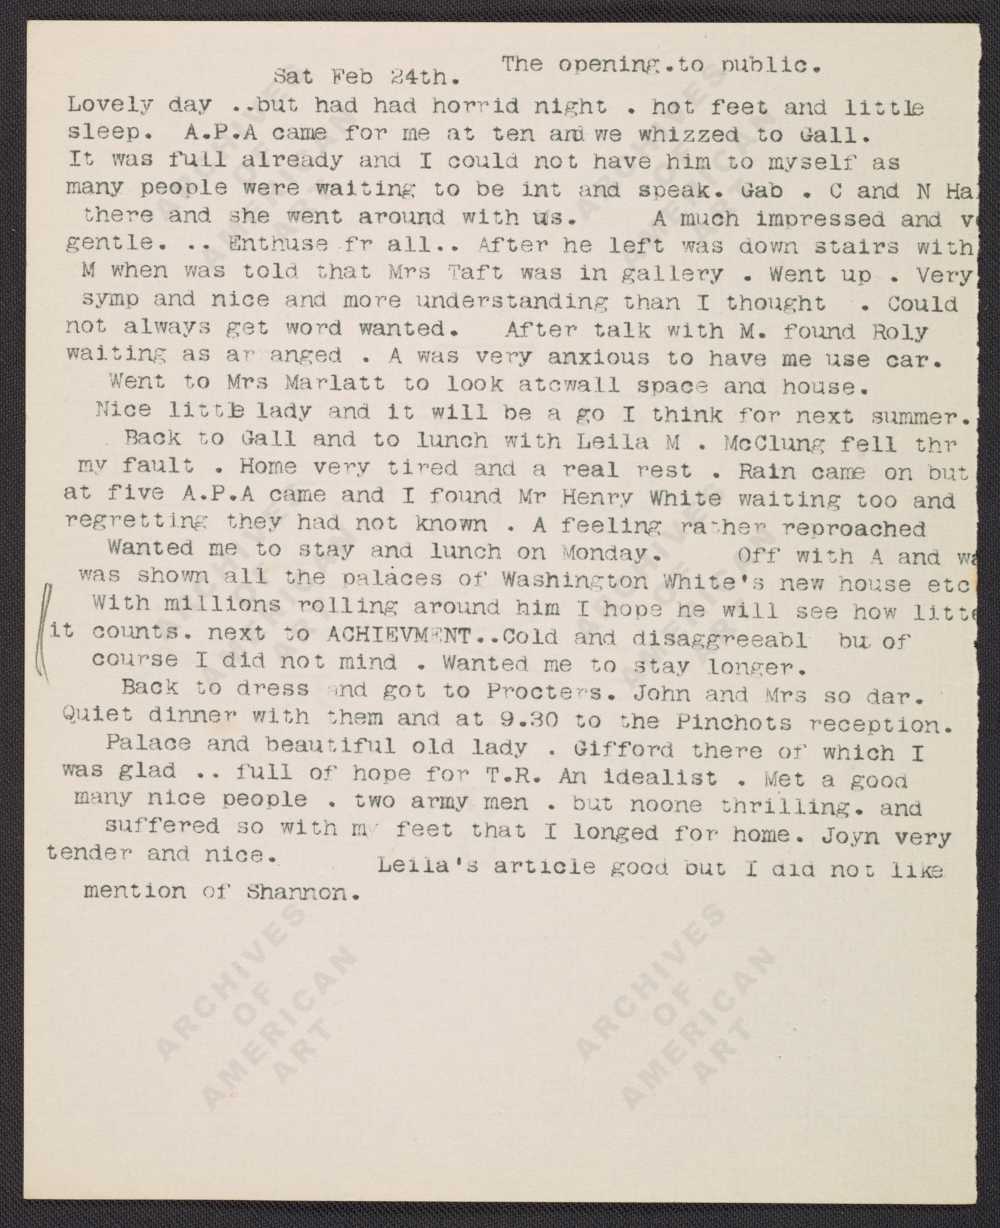 The opening.to public.
Sat Feb 24th.
Lovely day ..but had had horrid night . hot feet and little
sleep. A.P.A came for me at ten and we whizzed to Gall.
It was full already and I could not have him to myself as
many people were waiting to be int and speak. Gab . C and N Ha
there and she went around with us. A much impressed and v
gentle. .. Enthuse fr all.. After he left was down stairs with
M when was told that Mrs Taft was in gallery . Went up . Very
symp and nice and more understanding than I thought . Could
not always get word wanted. After talk with M. found Roly
waiting as ar anged . A was very anxious to have me use car.
Went to Mrs Marlatt to look atcwall space and house.
Nice little lady and it will be a go I think for next summer.
Back to Gall and to lunch with Leila M . McClung fell thr
my fault . Home very tired and a real rest . Rain came on but
at five A.P.A came and I found Mr Henry White waiting too and
regretting they had not known . A feeling rather reproached
Wanted me to stay and lunch on Monday. Off with A and wa
was shown all the palaces of Washington White's new house etc
With millions rolling around him I hope he will see how litte
it counts. next to ACHIEVMENT..Cold and disaggreeabl but of
course I did not mind . Wanted me to stay longer.
Back to dress and got to Procters. John and Mrs so dar.
Quiet dinner with them and at 9.30 to the Pinchots reception.
Palace and beautiful old lady . Gifford there of which I
was glad .. full of hope for T.R. An idealist . Met a good
many nice people . two army men . but noone thrilling. and
suffered so with my feet that I longed for home. Joyn very
tender and nice.
Leila's article good but I did not like
mention of Shannon.
ARCHIVES OF AMERICAN ART
ARCHIVES OF AMERICAN ART